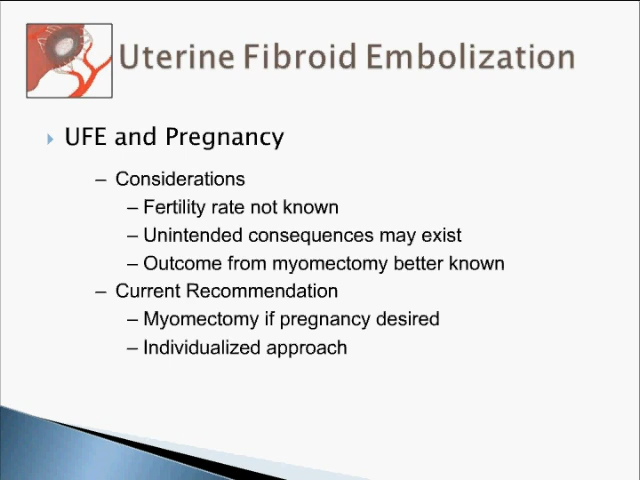 Uterine Fibroid Embolization
UFE and Pregnancy
– Considerations
– Fertility rate not known
– Unintended consequences may exist
– Outcome from myomectomy better known
– Current Recommendation
– Myomectomy if pregnancy desired
– Individualized approach